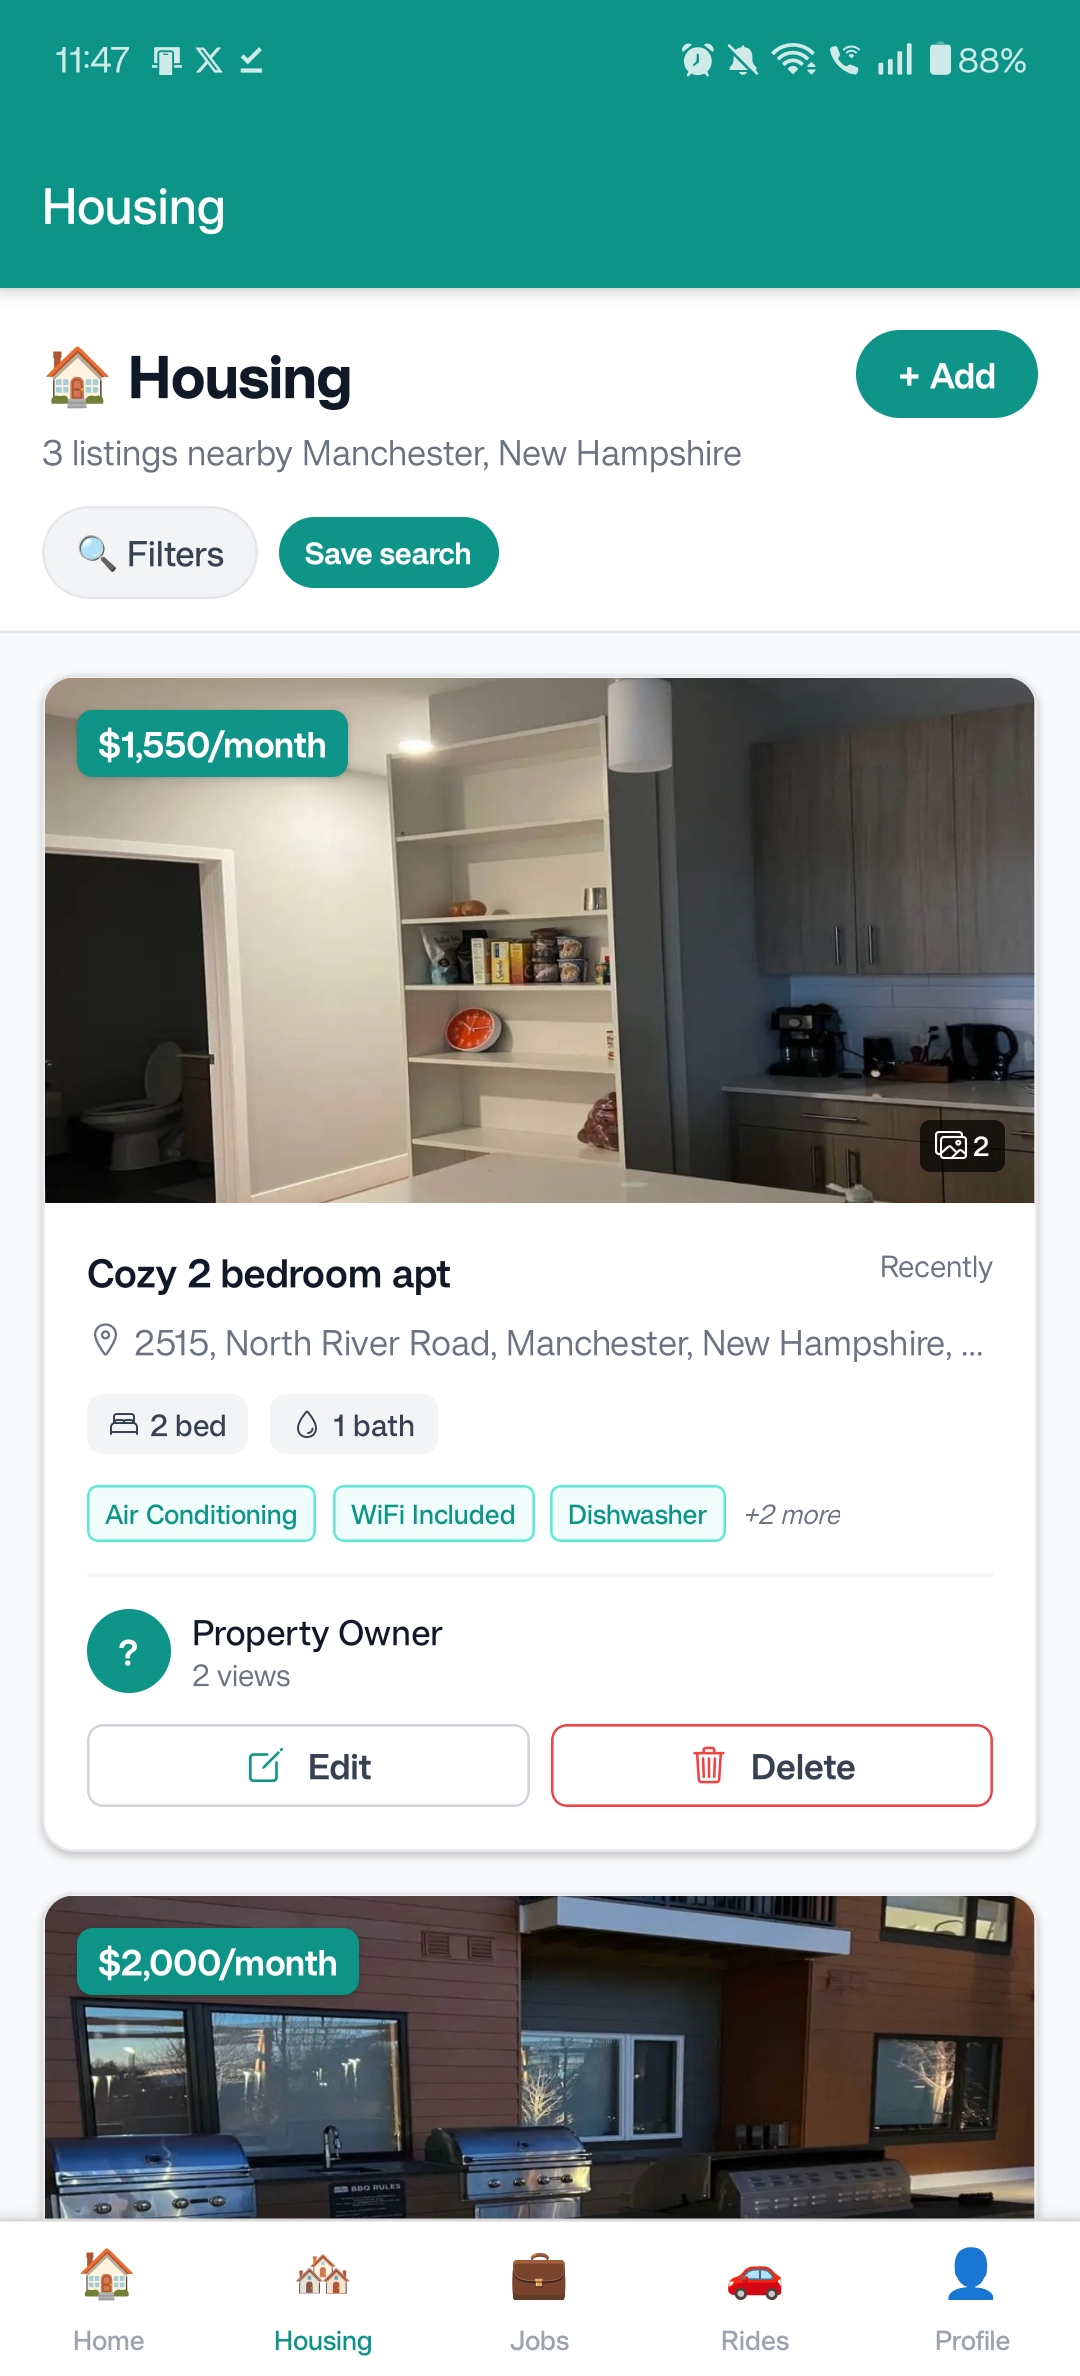 11:47
88%
Housing
🏠 Housing
+ Add
3 listings nearby Manchester, New Hampshire
🔍 Filters
Save search
$1,550/month
2
Cozy 2 bedroom apt
Recently
2515, North River Road, Manchester, New Hampshire, ...
2 bed
1 bath
Air Conditioning
WiFi Included
Dishwasher
+2 more
?
Property Owner
2 views
Edit
Delete
$2,000/month
BBQ RULES
Home
Housing
Jobs
Rides
Profile